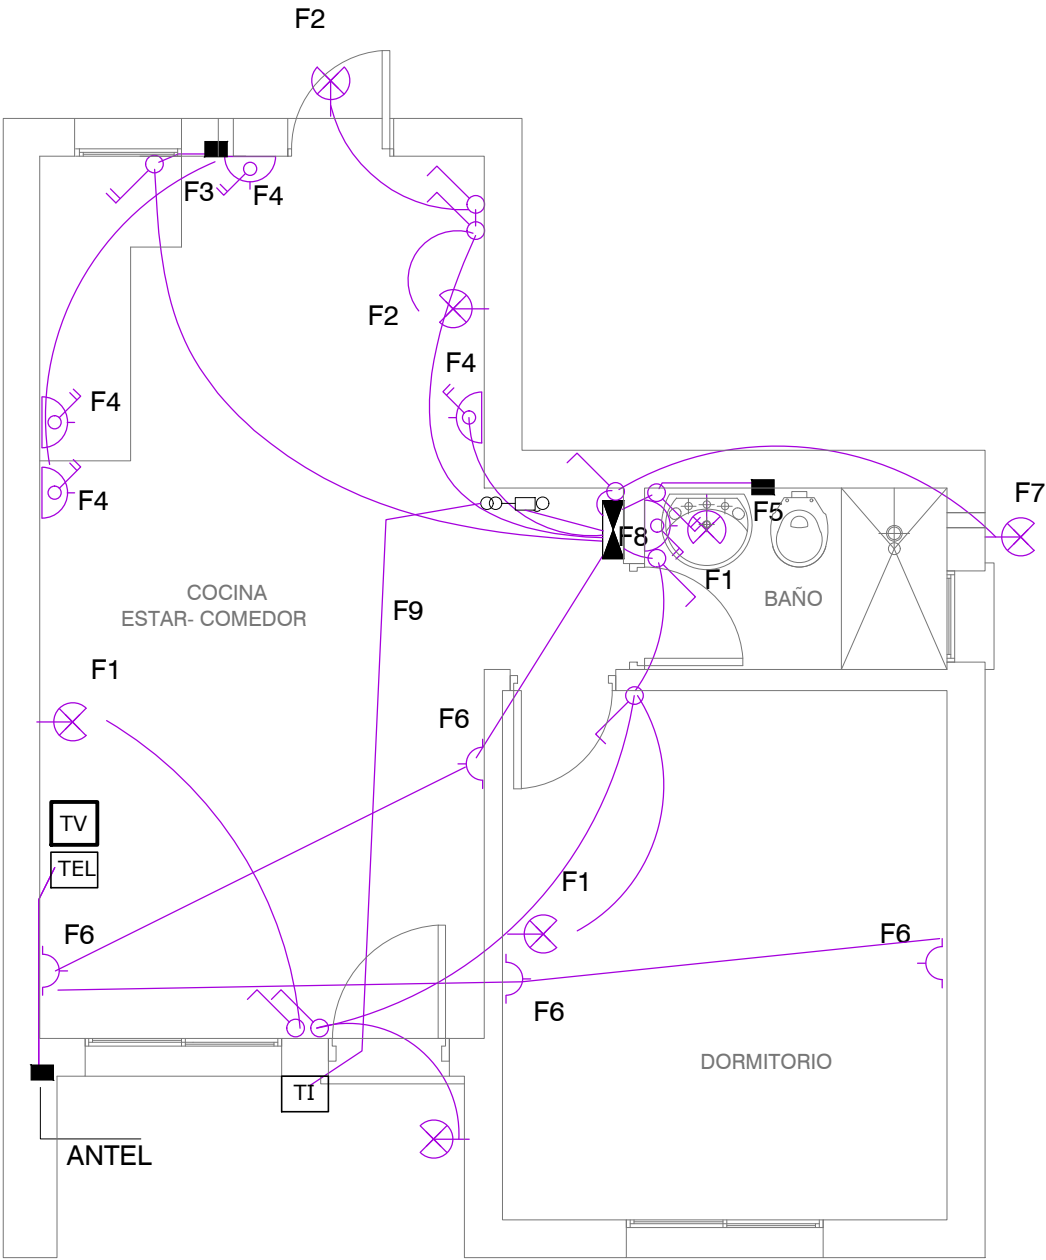 F2
F3
F4
F2
F4
F4
F4
F7
F5
F8
F1
BAÑO
COCINA
ESTAR- COMEDOR
F9
F1
F6
TV
TEL
F1
F6
F6
F6
DORMITORIO
TI
ANTEL